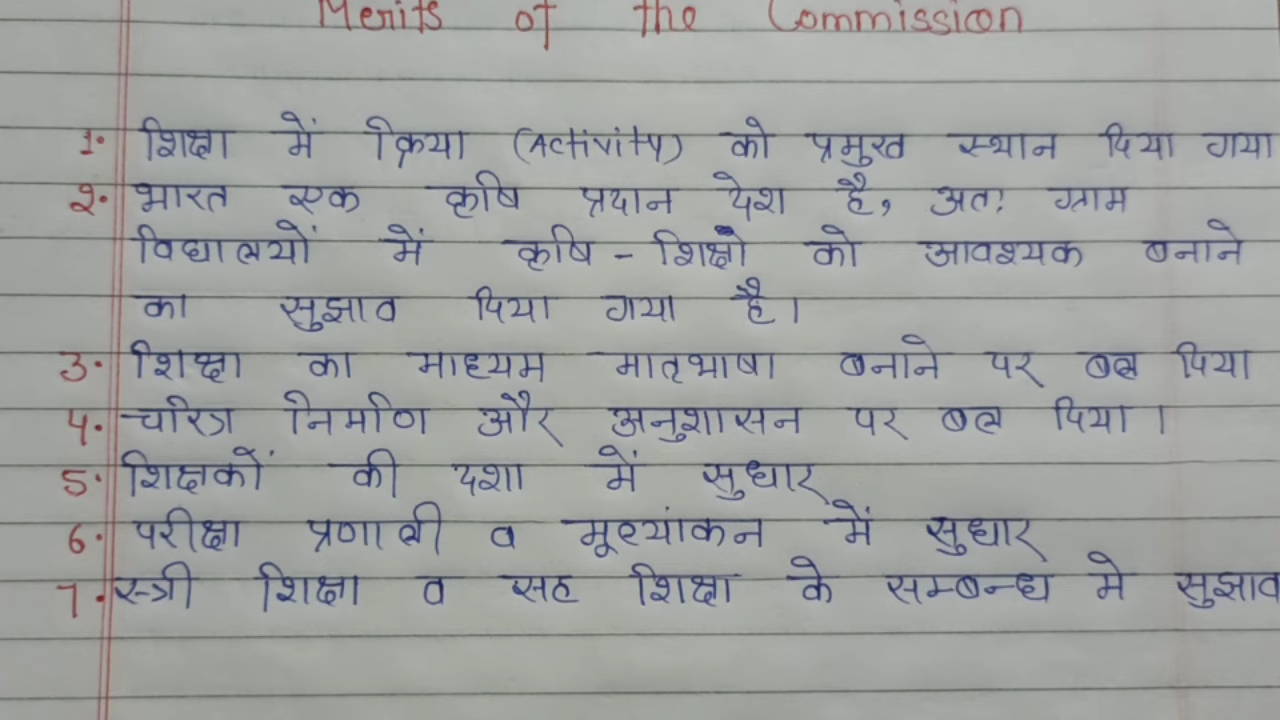 Merits of the Commission
1. शिक्षा में क्रिया (Activity) को प्रमुख स्थान दिया गया
2. भारत एक कृषि प्रदान देश है, अतः ग्राम
विद्यालयों में कृषि - शिक्षा को आवश्यक बनाने
का सुझाव दिया गया है।
3. शिक्षा का माध्यम मातृभाषा बनाने पर बल दिया
4. चरित्र निर्माण और अनुशासन पर बल दिया।
5. शिक्षकों की दशा में सुधार
6. परीक्षा प्रणाली व मूल्यांकन में सुधार
7. स्त्री शिक्षा व सह शिक्षा के सम्बन्ध मे सुझाव